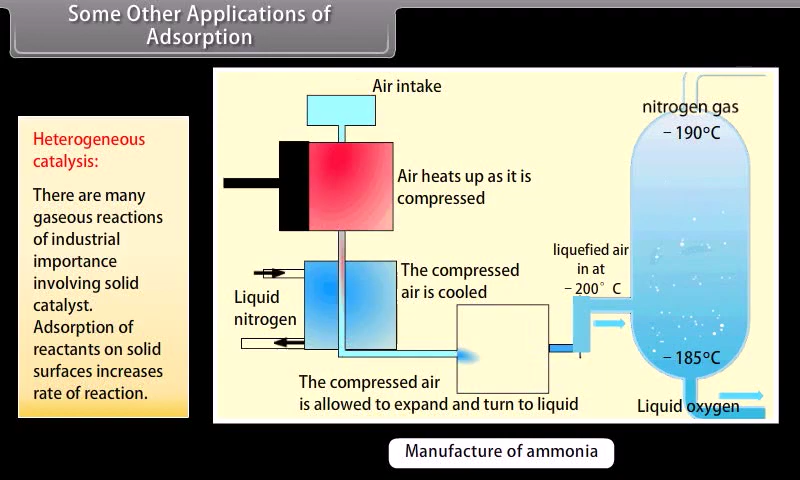 Some Other Applications of
Adsorption
Heterogeneous
catalysis:
There are many
gaseous reactions
of industrial
importance
involving solid
catalyst.
Adsorption of
reactants on solid
surfaces increases
rate of reaction.
Air intake
Air heats up as it is
compressed
The compressed
air is cooled
Liquid
nitrogen
The compressed air
is allowed to expand and turn to liquid
liquefied air
in at
– 200° C
nitrogen gas
– 190ºC
– 185ºC
Liquid oxygen
Manufacture of ammonia